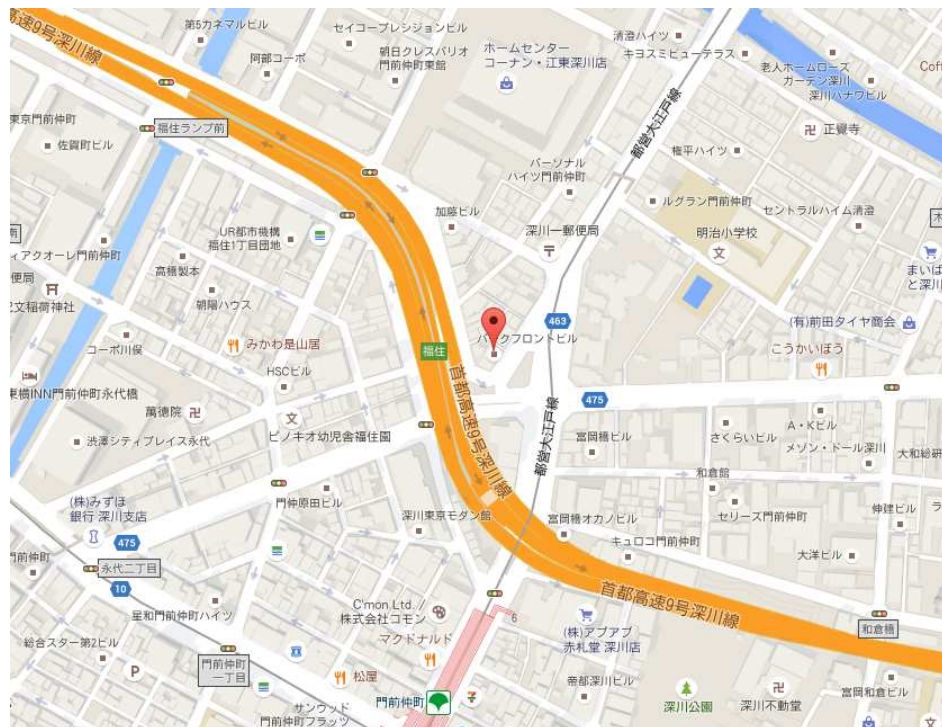 高速9号深川線
第5カネマルビル
セイコープレシジョンビル
阿部コーポ
朝日クレスバリオ
門前仲町東館
ホームセンター
コーナン・江東深川店
清澄ハイツ
キヨスミビューテラス
老人ホームローズ
ガーデン深川
深川ハナワビル
Coff
東京門前仲町
福住ランプ前
佐賀町ビル
都営大江戸線
正覺寺
権平ハイツ
パーソナル
ハイツ門前仲町
ルグラン門前仲町
セントラルハイム清澄
加藤ビル
深川一郵便局
明治小学校
木
南
UR都市機構
福住1丁目団地
ィアクオーレ門前仲町
高橋製本
まいば
と深川
便局
紀文稲荷神社
朝陽ハウス
463
(有)前田タイヤ商会
パークフロントビル
みかわ是山居
福住
こうかいぼう
コーポ川俣
HSCビル
首都高速9号深川線
東横INN門前仲町永代橋
475
萬徳院
ピノキオ幼児舎福住園
都営大江戸線
富岡橋ビル
さくらいビル
A・Kビル
メゾン・ドール深川
渋澤シティプレイス永代
大和総研
和倉館
門仲原田ビル
(株)みずほ
銀行 深川支店
深川東京モダン館
富岡橋オカノビル
セリーズ門前仲町
伸建ビル
ラ
475
キュロコ門前仲町
大洋ビル
門前仲町
永代二丁目
10
首都高速9号深川線
星和門前仲町ハイツ
C'mon Ltd. /
株式会社コモン
6
和倉橋
総合スター第2ビル
マクドナルド
(株)アブアブ
赤札堂 深川店
門前仲町
一丁目
松屋
帝都深川ビル
サンウッド
門前仲町フラッツ
門前仲町
深川公園
深川不動堂
富岡和倉ビル